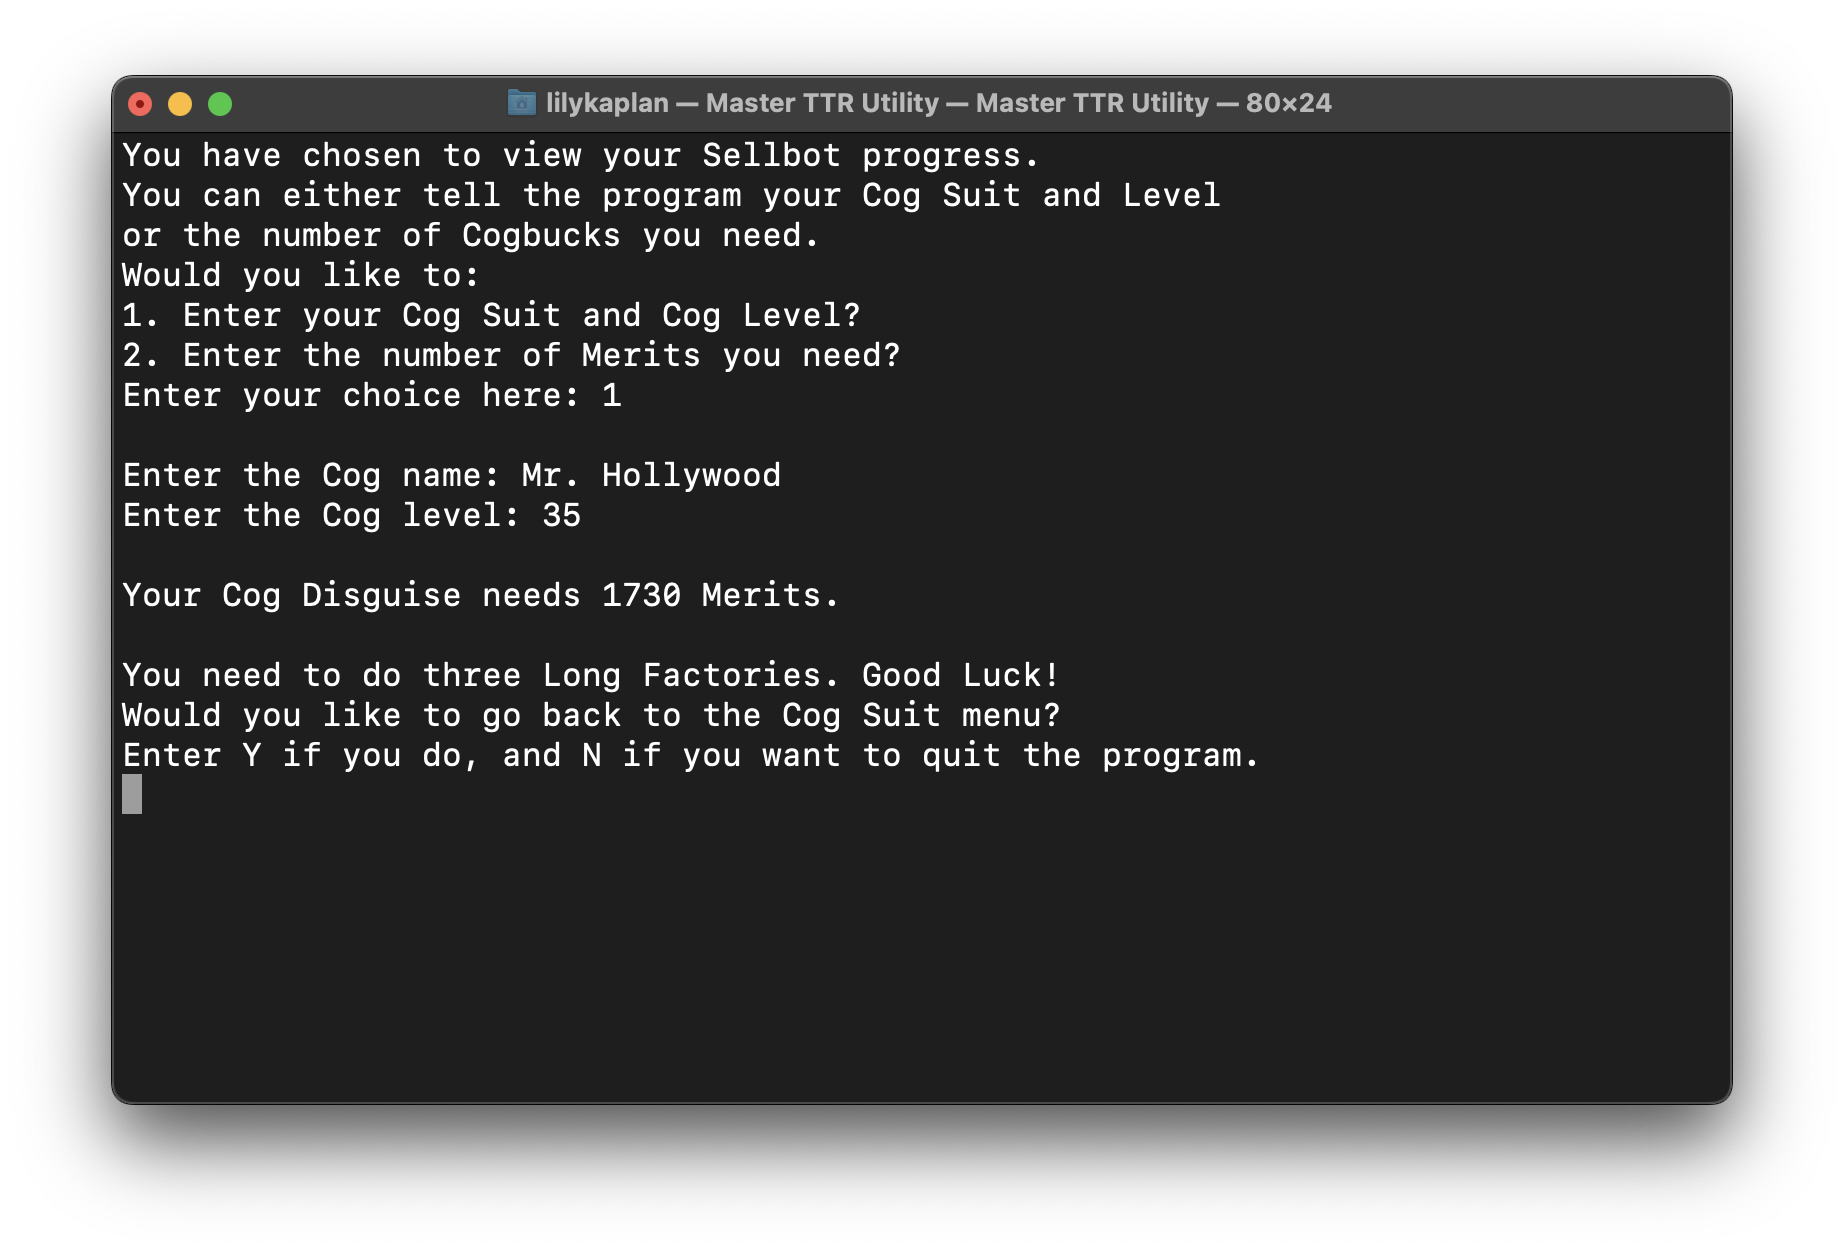 lilykaplan — Master TTR Utility — Master TTR Utility — 80×24
You have chosen to view your Sellbot progress.
You can either tell the program your Cog Suit and Level
or the number of Cogbucks you need.
Would you like to:
1. Enter your Cog Suit and Cog Level?
2. Enter the number of Merits you need?
Enter your choice here: 1
Enter the Cog name: Mr. Hollywood
Enter the Cog level: 35
Your Cog Disguise needs 1730 Merits.
You need to do three Long Factories. Good Luck!
Would you like to go back to the Cog Suit menu?
Enter Y if you do, and N if you want to quit the program.